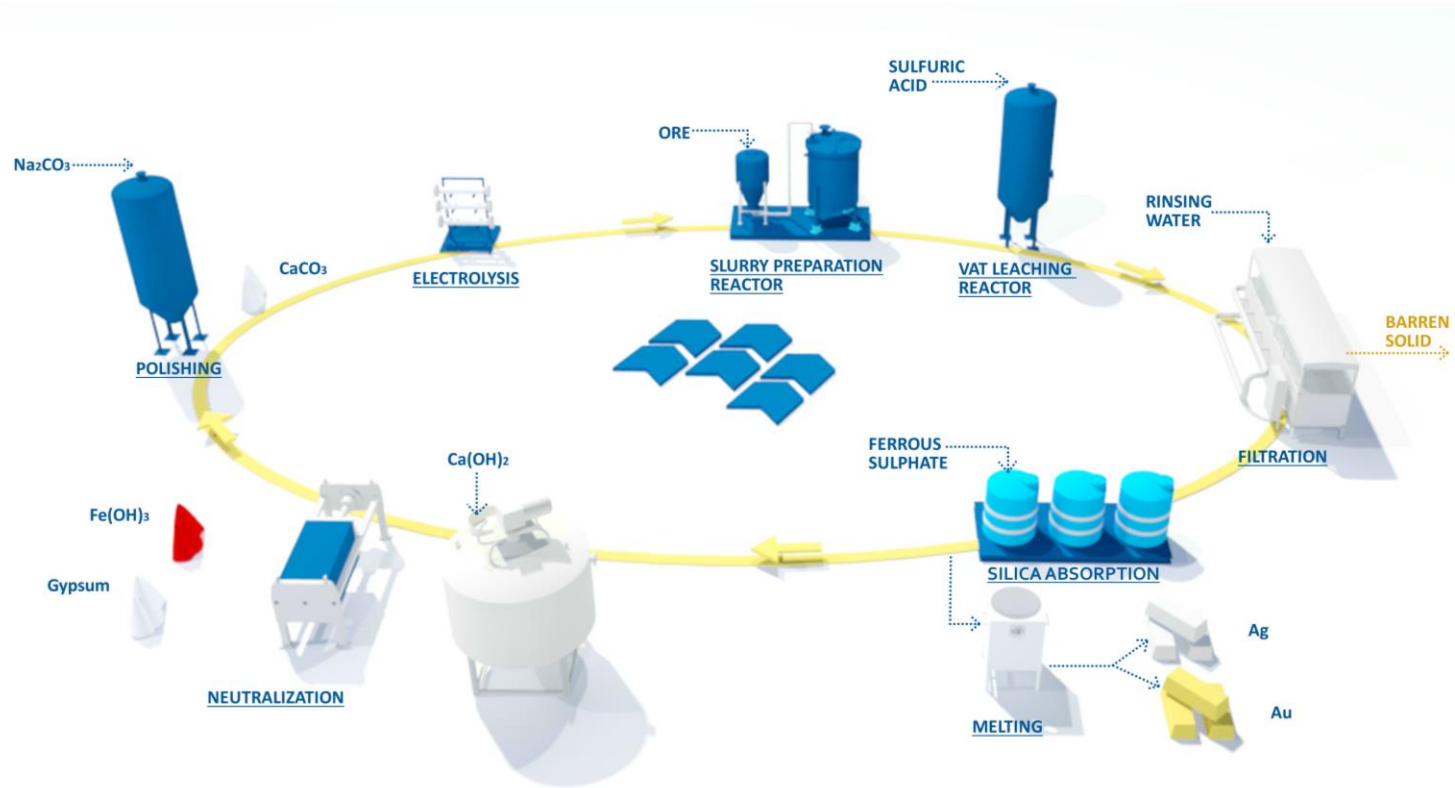 SULFURIC
ACID
ORE
Na₂CO₃
RINSING
WATER
CaCO₃
ELECTROLYSIS
SLURRY PREPARATION
REACTOR
VAT LEACHING
REACTOR
BARREN
SOLID
POLISHING
FERROUS
SULPHATE
FILTRATION
Ca(OH)₂
Fe(OH)₃
Gypsum
SILICA ABSORPTION
Ag
NEUTRALIZATION
Au
MELTING